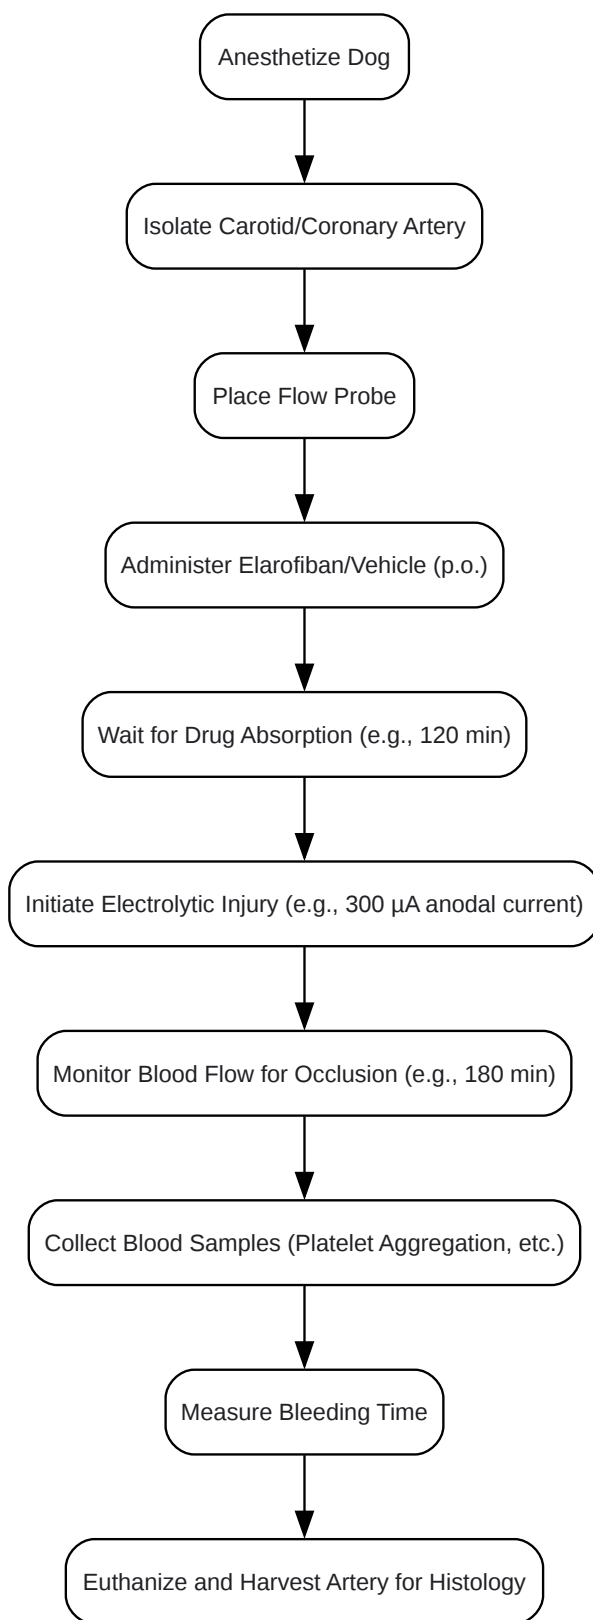 Anesthetize Dog
Isolate Carotid/Coronary Artery
Place Flow Probe
Administer Elarofiban/Vehicle (p.o.)
Wait for Drug Absorption (e.g., 120 min)
Initiate Electrolytic Injury (e.g., 300 µA anodal current)
Monitor Blood Flow for Occlusion (e.g., 180 min)
Collect Blood Samples (Platelet Aggregation, etc.)
Measure Bleeding Time
Euthanize and Harvest Artery for Histology